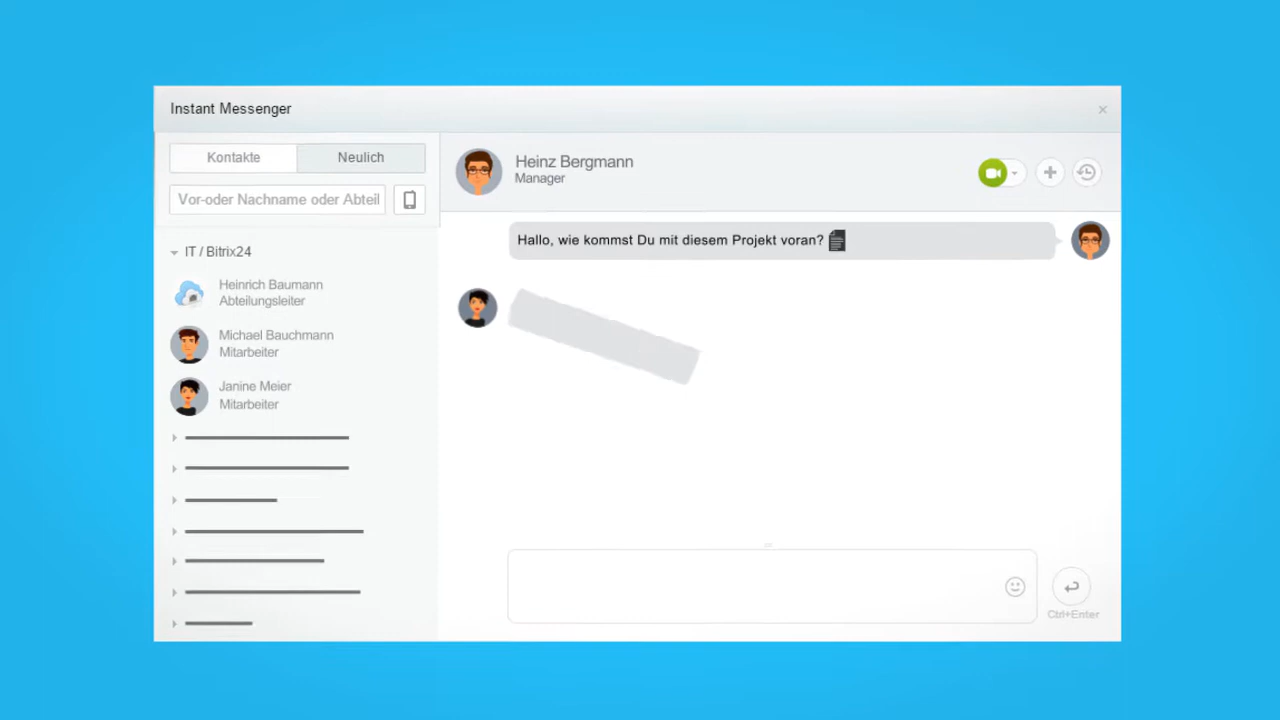 Instant Messenger
Kontakte
Neulich
Vor-oder Nachname oder Abteil
IT / Bitrix24
Heinrich Baumann
Abteilungsleiter
Michael Bauchmann
Mitarbeiter
Janine Meier
Mitarbeiter
Heinz Bergmann
Manager
Hallo, wie kommst Du mit diesem Projekt voran?
Ctrl+Enter